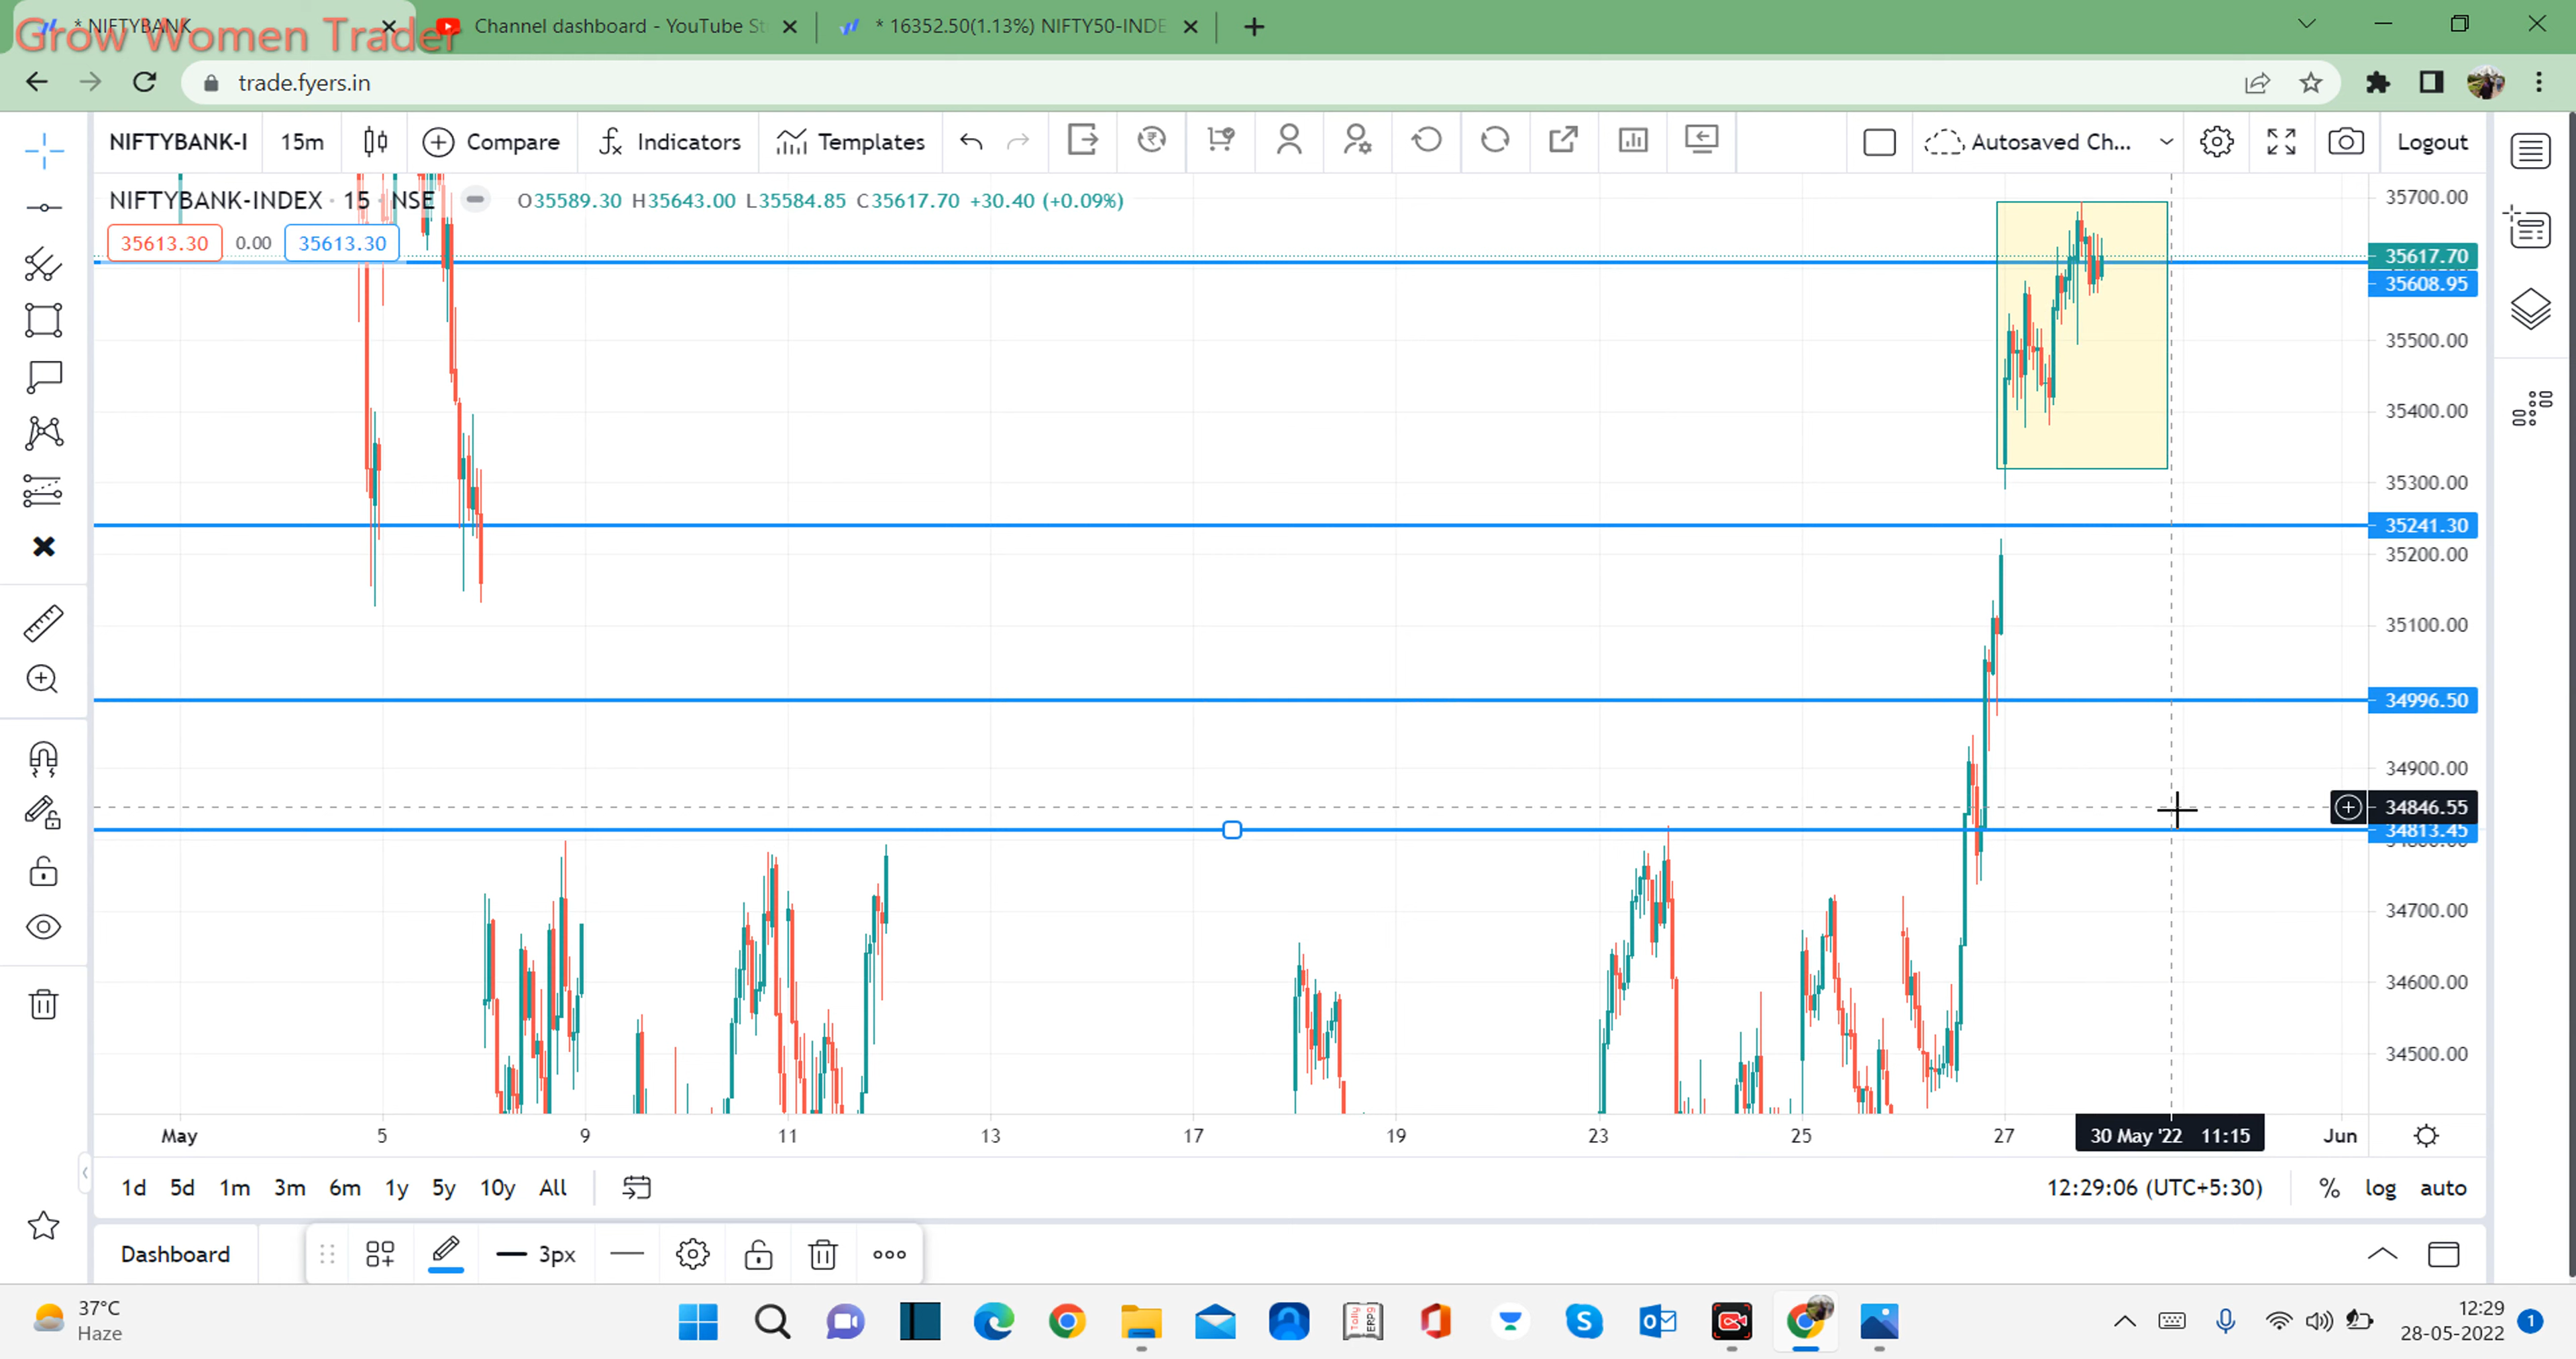 * NIFTYBANK
Grow Women Trader
Channel dashboard - YouTube St
* 16352.50(1.13%) NIFTY50-INDE
trade.fyers.in
NIFTYBANK-I 15m Compare Indicators Templates Autosaved Ch... Logout
NIFTYBANK-INDEX · 15 · NSE O35589.30 H35643.00 L35584.85 C35617.70 +30.40 (+0.09%)
35613.30 0.00 35613.30
35700.00
35617.70
35608.95
35500.00
35400.00
35300.00
35241.30
35200.00
35100.00
34996.50
34900.00
34846.55
34813.45
34700.00
34600.00
34500.00
May 5 9 11 13 17 19 23 25 27 30 May '22 11:15 Jun
1d 5d 1m 3m 6m 1y 5y 10y All 12:29:06 (UTC+5:30) % log auto
Dashboard 3px
37°C
Haze
Tally ERP9
12:29
28-05-2022
1